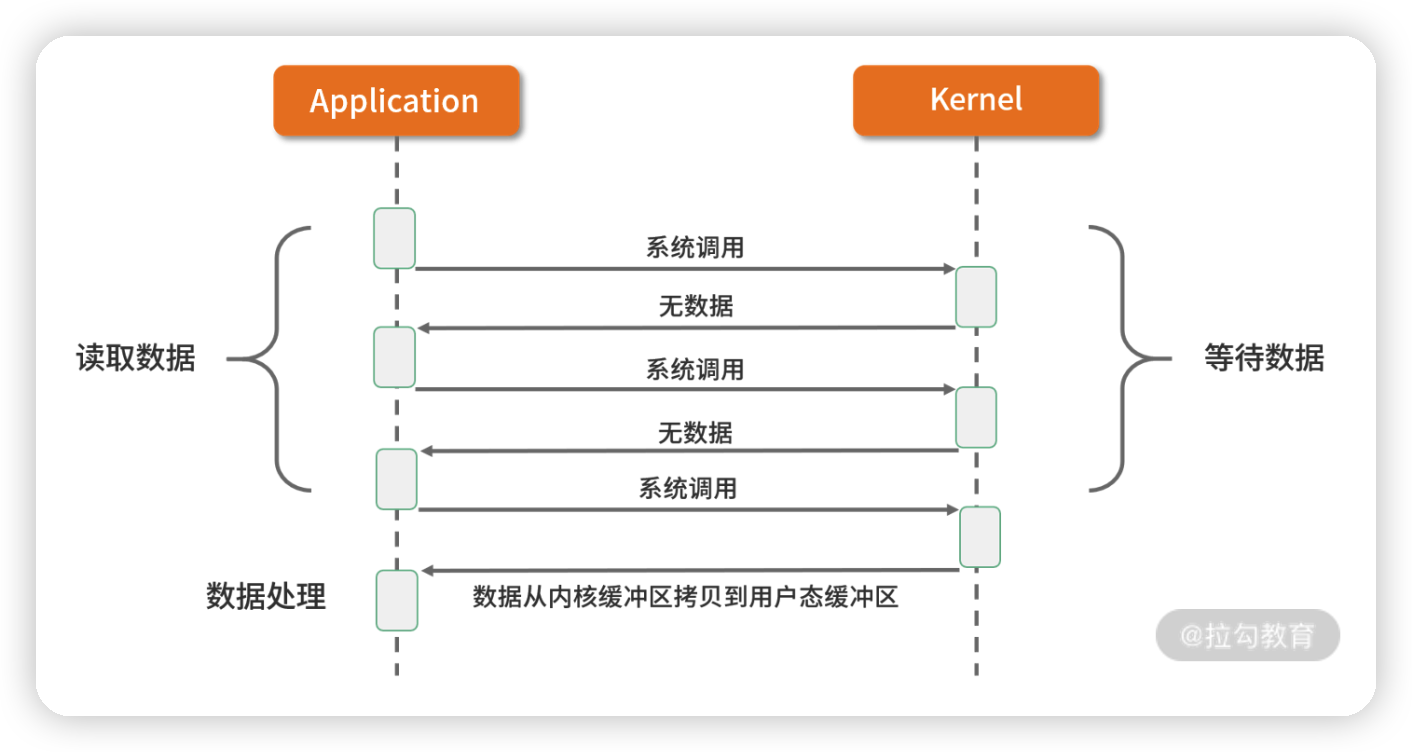 Application
Kernel
系统调用
无数据
读取数据
系统调用
等待数据
无数据
系统调用
数据处理
数据从内核缓冲区拷贝到用户态缓冲区
@拉勾教育